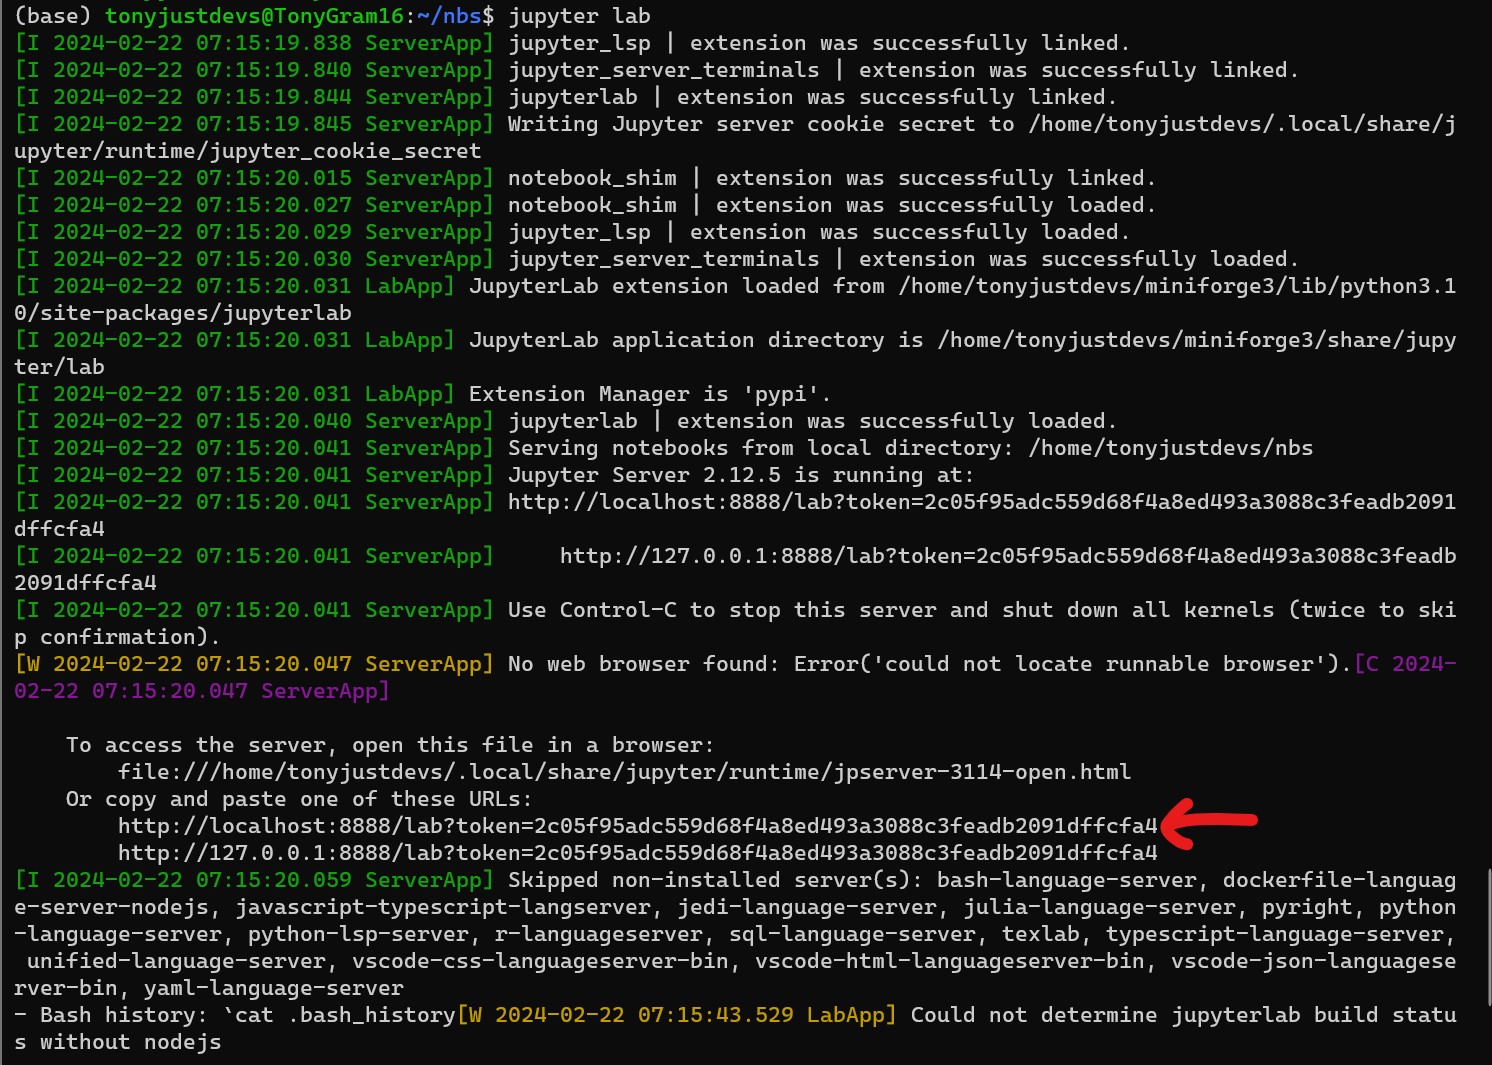 (base) tonyjustdevs@TonyGram16:~/nbs$ jupyter lab
[I 2024-02-22 07:15:19.838 ServerApp] jupyter_lsp | extension was successfully linked.
[I 2024-02-22 07:15:19.840 ServerApp] jupyter_server_terminals | extension was successfully linked.
[I 2024-02-22 07:15:19.844 ServerApp] jupyterlab | extension was successfully linked.
[I 2024-02-22 07:15:19.845 ServerApp] Writing Jupyter server cookie secret to /home/tonyjustdevs/.local/share/j
upyter/runtime/jupyter_cookie_secret
[I 2024-02-22 07:15:20.015 ServerApp] notebook_shim | extension was successfully linked.
[I 2024-02-22 07:15:20.027 ServerApp] notebook_shim | extension was successfully loaded.
[I 2024-02-22 07:15:20.029 ServerApp] jupyter_lsp | extension was successfully loaded.
[I 2024-02-22 07:15:20.030 ServerApp] jupyter_server_terminals | extension was successfully loaded.
[I 2024-02-22 07:15:20.031 LabApp] JupyterLab extension loaded from /home/tonyjustdevs/miniforge3/lib/python3.1
0/site-packages/jupyterlab
[I 2024-02-22 07:15:20.031 LabApp] JupyterLab application directory is /home/tonyjustdevs/miniforge3/share/jupy
ter/lab
[I 2024-02-22 07:15:20.031 LabApp] Extension Manager is 'pypi'.
[I 2024-02-22 07:15:20.040 ServerApp] jupyterlab | extension was successfully loaded.
[I 2024-02-22 07:15:20.041 ServerApp] Serving notebooks from local directory: /home/tonyjustdevs/nbs
[I 2024-02-22 07:15:20.041 ServerApp] Jupyter Server 2.12.5 is running at:
[I 2024-02-22 07:15:20.041 ServerApp] http://localhost:8888/lab?token=2c05f95adc559d68f4a8ed493a3088c3feadb2091
dffcfa4
[I 2024-02-22 07:15:20.041 ServerApp]     http://127.0.0.1:8888/lab?token=2c05f95adc559d68f4a8ed493a3088c3feadb
2091dffcfa4
[I 2024-02-22 07:15:20.041 ServerApp] Use Control-C to stop this server and shut down all kernels (twice to ski
p confirmation).
[W 2024-02-22 07:15:20.047 ServerApp] No web browser found: Error('could not locate runnable browser').[C 2024-
02-22 07:15:20.047 ServerApp]
    To access the server, open this file in a browser:
        file:///home/tonyjustdevs/.local/share/jupyter/runtime/jpserver-3114-open.html
    Or copy and paste one of these URLs:
        http://localhost:8888/lab?token=2c05f95adc559d68f4a8ed493a3088c3feadb2091dffcfa4
        http://127.0.0.1:8888/lab?token=2c05f95adc559d68f4a8ed493a3088c3feadb2091dffcfa4
[I 2024-02-22 07:15:20.059 ServerApp] Skipped non-installed server(s): bash-language-server, dockerfile-languag
e-server-nodejs, javascript-typescript-langserver, jedi-language-server, julia-language-server, pyright, python
-language-server, python-lsp-server, r-languageserver, sql-language-server, texlab, typescript-language-server,
 unified-language-server, vscode-css-languageserver-bin, vscode-html-languageserver-bin, vscode-json-languagese
rver-bin, yaml-language-server
- Bash history: `cat .bash_history[W 2024-02-22 07:15:43.529 LabApp] Could not determine jupyterlab build statu
s without nodejs